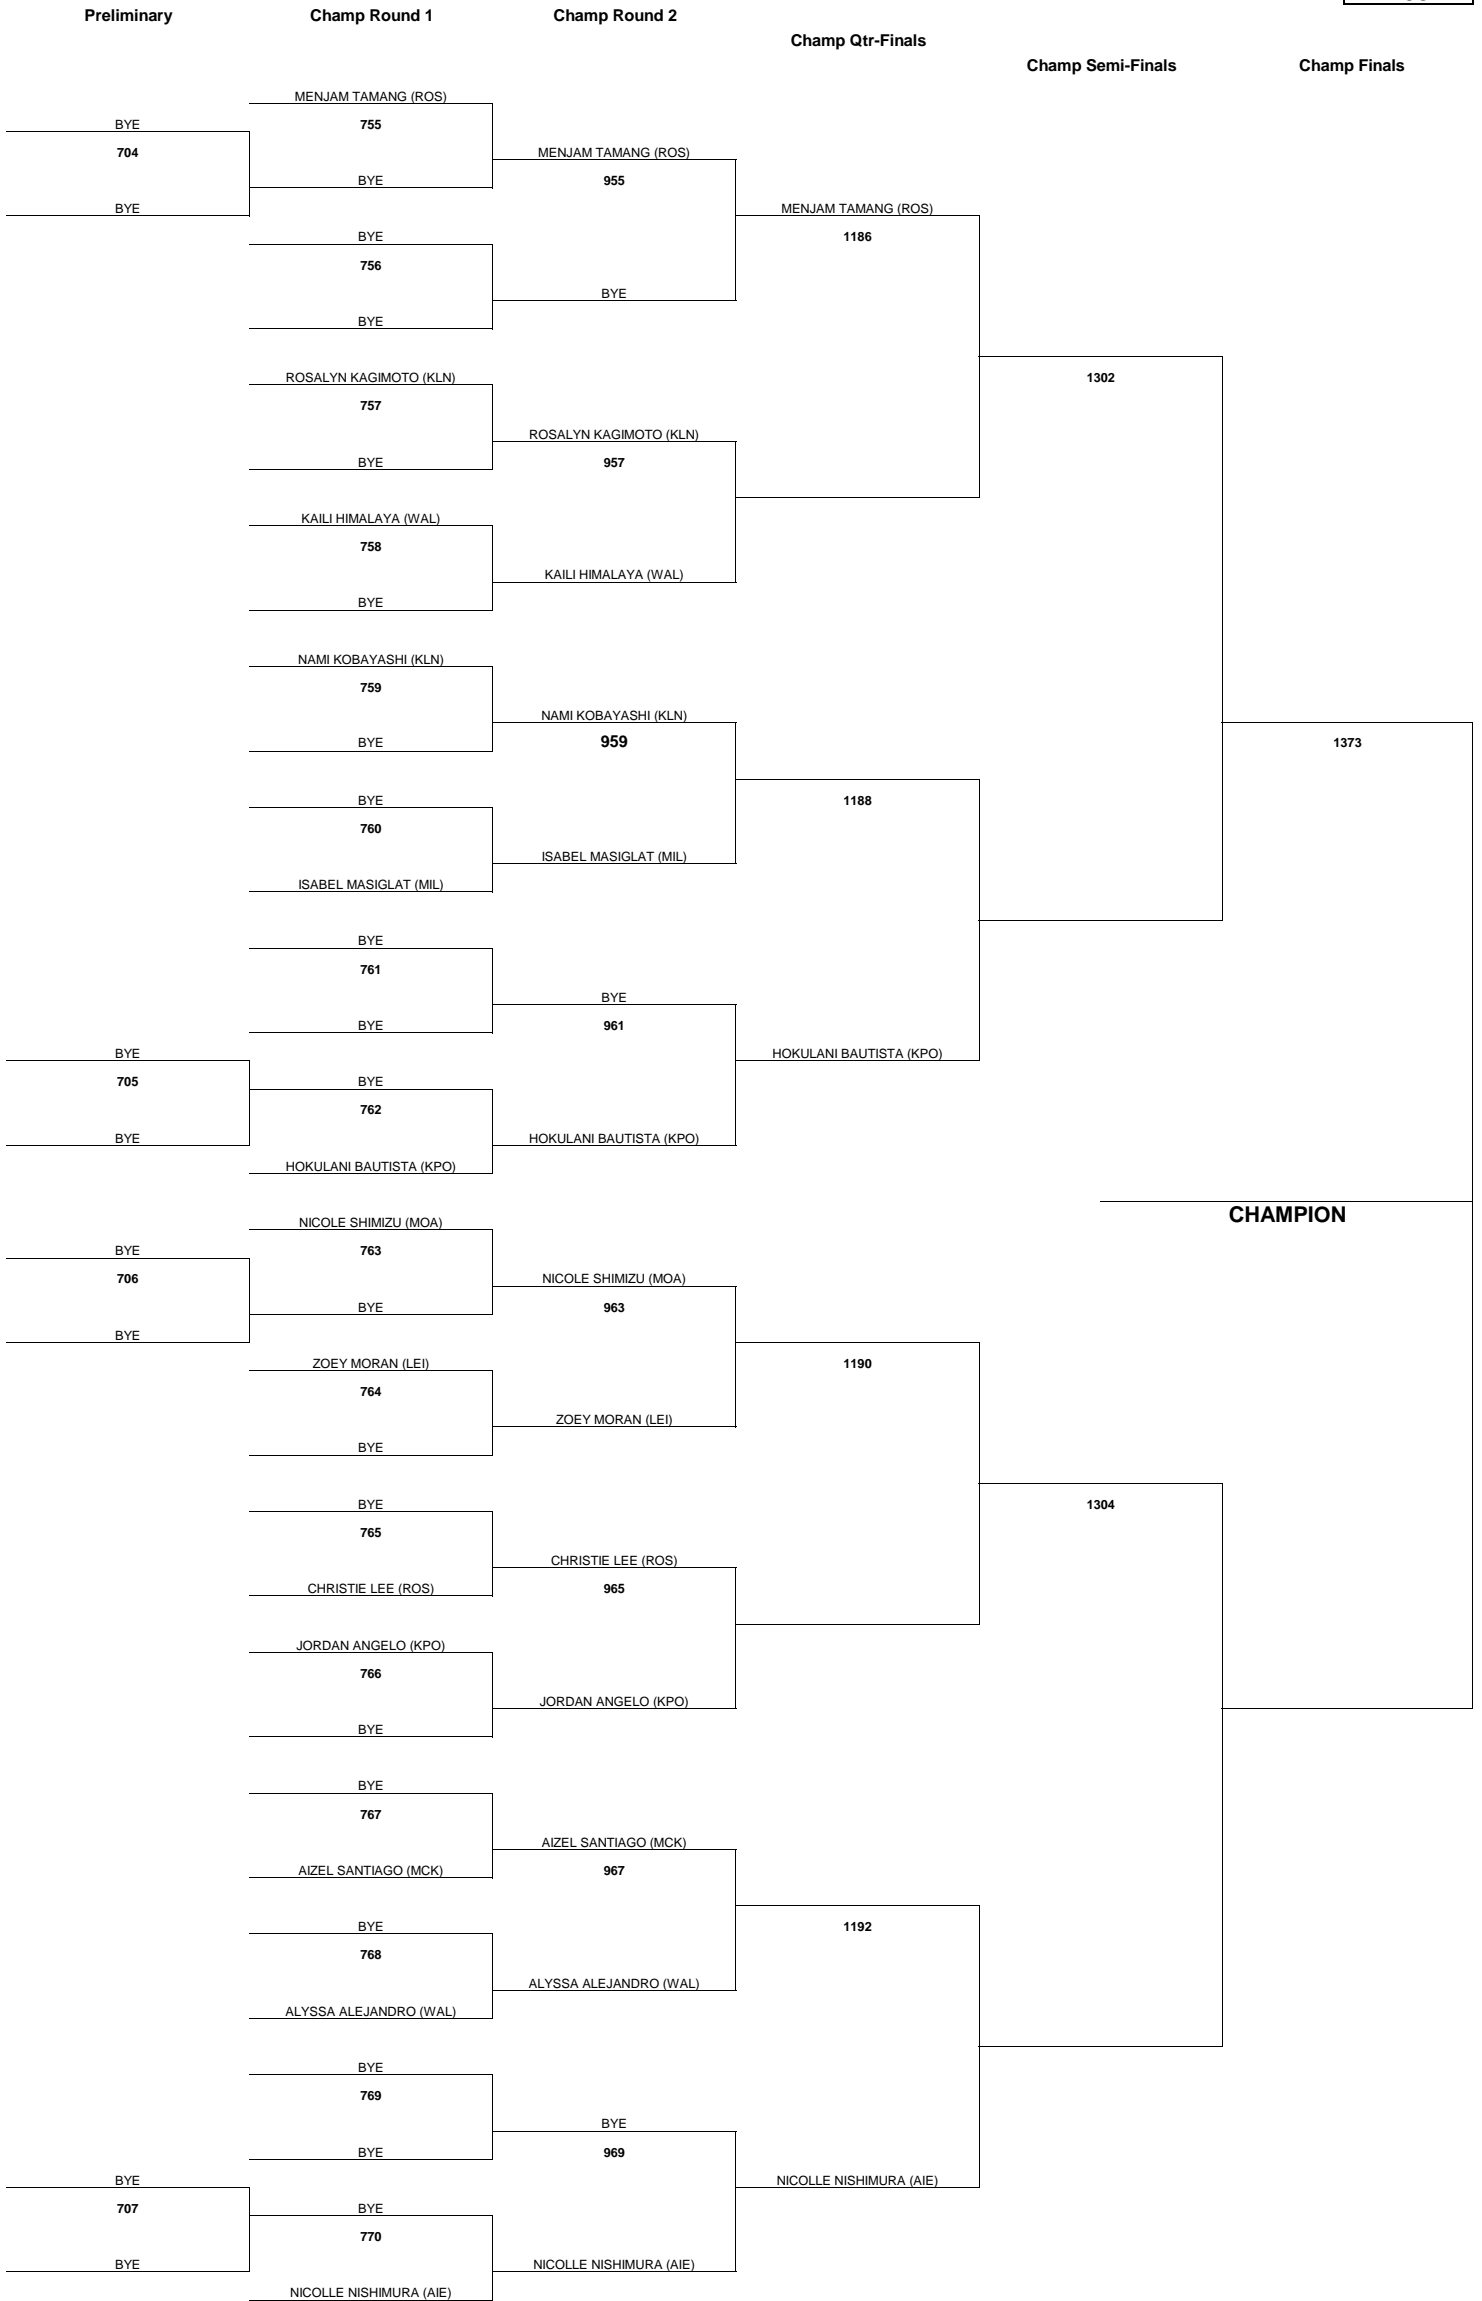 Preliminary
Champ Round 1
Champ Round 2
Champ Qtr-Finals
Champ Semi-Finals
Champ Finals
MENJAM TAMANG (ROS)
BYE
755
704
MENJAM TAMANG (ROS)
BYE
955
BYE
MENJAM TAMANG (ROS)
BYE
1186
756
BYE
BYE
ROSALYN KAGIMOTO (KLN)
1302
757
ROSALYN KAGIMOTO (KLN)
BYE
957
KAILI HIMALAYA (WAL)
758
KAILI HIMALAYA (WAL)
BYE
NAMI KOBAYASHI (KLN)
759
NAMI KOBAYASHI (KLN)
BYE
959
1373
BYE
1188
760
ISABEL MASIGLAT (MIL)
ISABEL MASIGLAT (MIL)
BYE
761
BYE
BYE
961
BYE
HOKULANI BAUTISTA (KPO)
705
BYE
762
BYE
HOKULANI BAUTISTA (KPO)
HOKULANI BAUTISTA (KPO)
CHAMPION
NICOLE SHIMIZU (MOA)
BYE
763
706
NICOLE SHIMIZU (MOA)
BYE
963
BYE
ZOEY MORAN (LEI)
1190
764
ZOEY MORAN (LEI)
BYE
BYE
1304
765
CHRISTIE LEE (ROS)
CHRISTIE LEE (ROS)
965
JORDAN ANGELO (KPO)
766
JORDAN ANGELO (KPO)
BYE
BYE
767
AIZEL SANTIAGO (MCK)
AIZEL SANTIAGO (MCK)
967
BYE
1192
768
ALYSSA ALEJANDRO (WAL)
ALYSSA ALEJANDRO (WAL)
BYE
769
BYE
BYE
969
BYE
NICOLLE NISHIMURA (AIE)
707
BYE
770
BYE
NICOLLE NISHIMURA (AIE)
NICOLLE NISHIMURA (AIE)